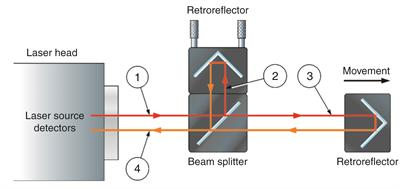 Retroreflector
Laser head
1
2
3
Movement
Laser source
detectors
4
Beam splitter
Retroreflector